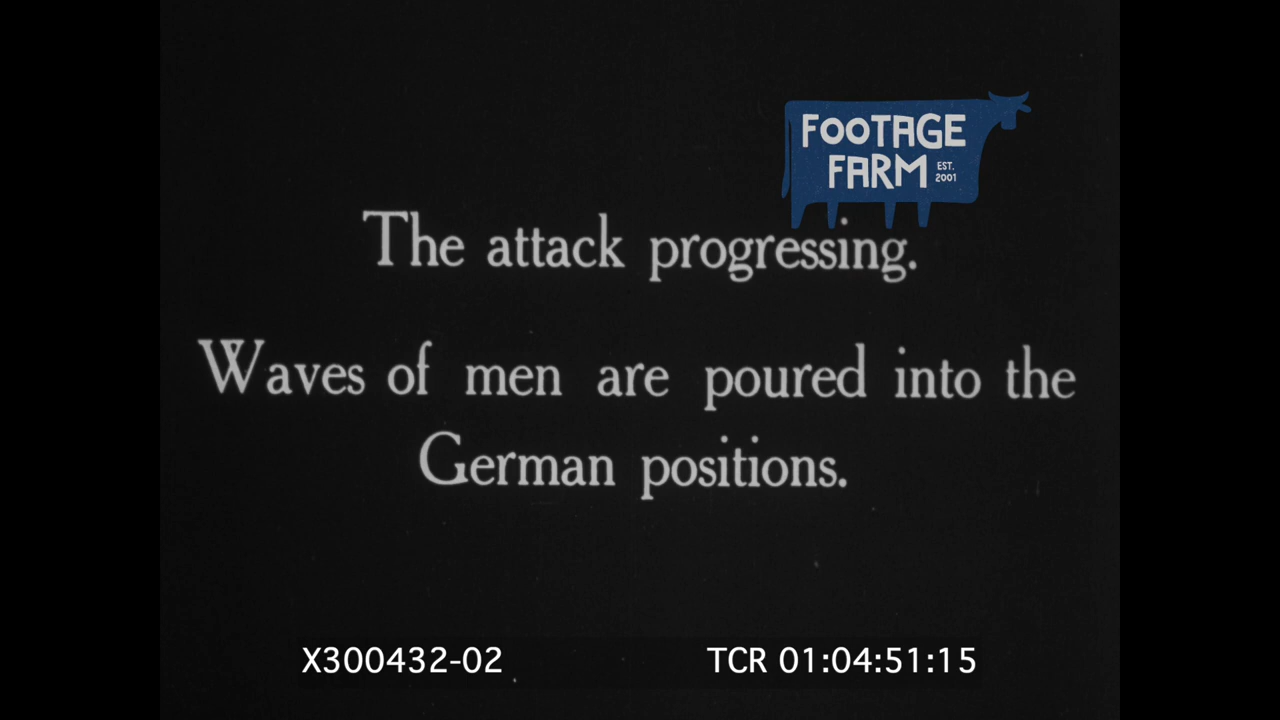 FOOTAGE
FARM
EST.
2001
The attack progressing.
Waves of men are poured into the
German positions.
X300432-02
TCR 01:04:51:15